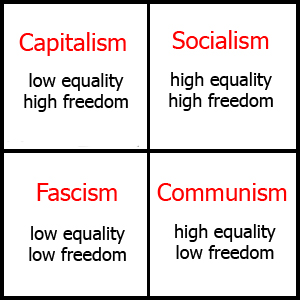 Capitalism
low equality
high freedom
Socialism
high equality
high freedom
Fascism
low equality
low freedom
Communism
high equality
low freedom